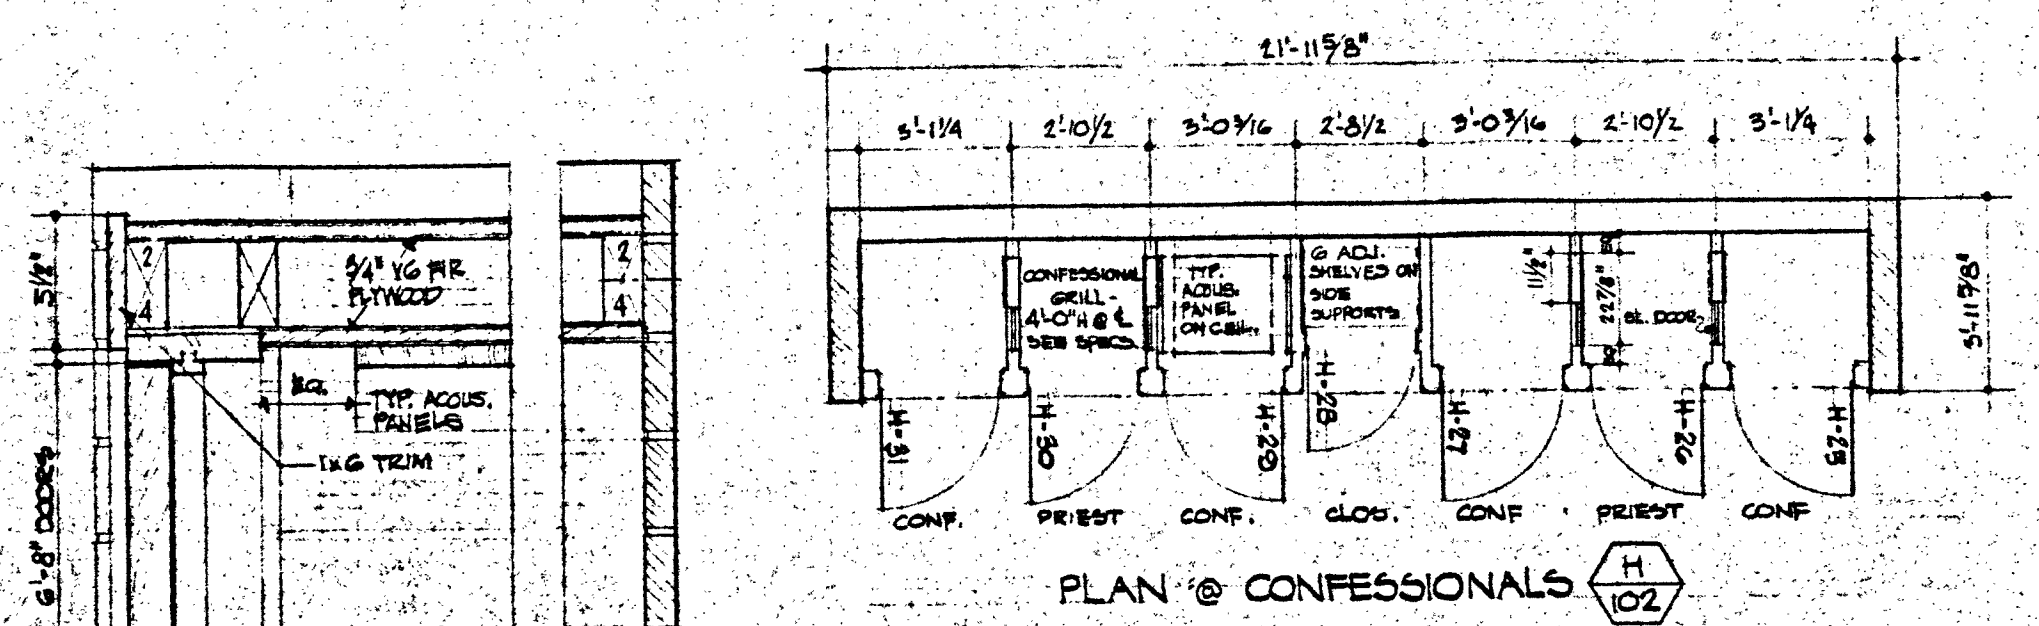 2
4
3/4" VG FIR
PLYWOOD
2
4
5 1/2"
EQ.
TYP. ACOUS.
PANELS
1x6 TRIM
6'-8" DOORS
21'-11 5/8"
3'-1 1/4
2'-10 1/2
3'-0 3/16
2'-8 1/2
3'-0 3/16
2'-10 1/2
3'-1 1/4
CONFESSIONAL
GRILL -
4'-0" H @ ℄
SEE SPECS.
TYP.
ACOUS.
PANEL
ON CEIL.
6 ADJ.
SHELVES ON
SIDE
SUPPORTS
11 1/2"
EQ
22 7/8"
EQ
SL. DOOR
3'-11 5/8"
H-31
H-30
H-29
H-28
H-27
H-26
H-25
CONF.
PRIEST
CONF.
CLOS.
CONF
PRIEST
CONF
PLAN @ CONFESSIONALS
H
102